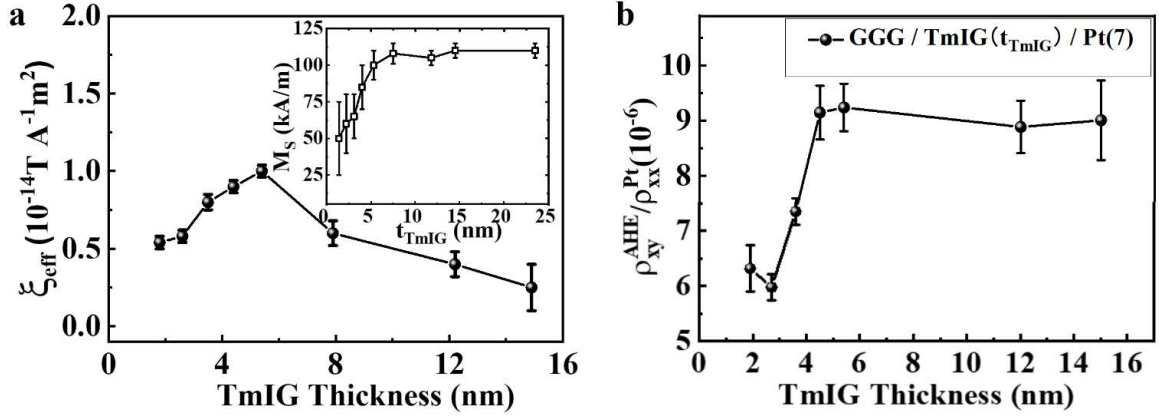 a
ξeff (10⁻¹⁴T A⁻¹m²)
2.0
1.5
1.0
0.5
0.0
0 4 8 12 16
TmIG Thickness (nm)
MS (kA/m)
125
100
75
50
25
0 5 10 15 20 25
tTmIG (nm)
b
GGG / TmIG(tTmIG) / Pt(7)
ρxyAHE/ρxxPt(10⁻⁶)
10
9
8
7
6
5
0 2 4 6 8 10 12 14 16
TmIG Thickness (nm)